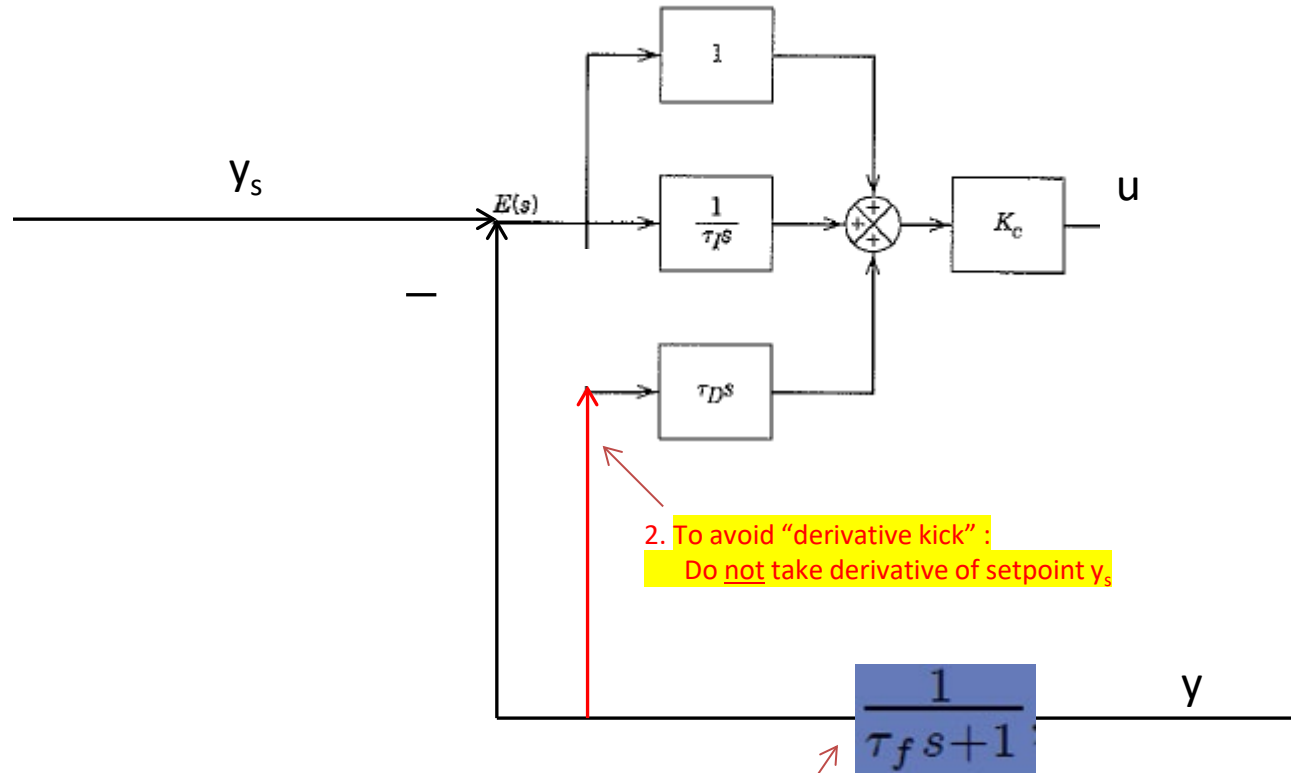 1
y_s
E(s)
1
τ_I s
+
+
+
K_c
u
–
τ_D s
2. To avoid “derivative kick” :
Do not take derivative of setpoint y_s
1
τ_f s+1
y